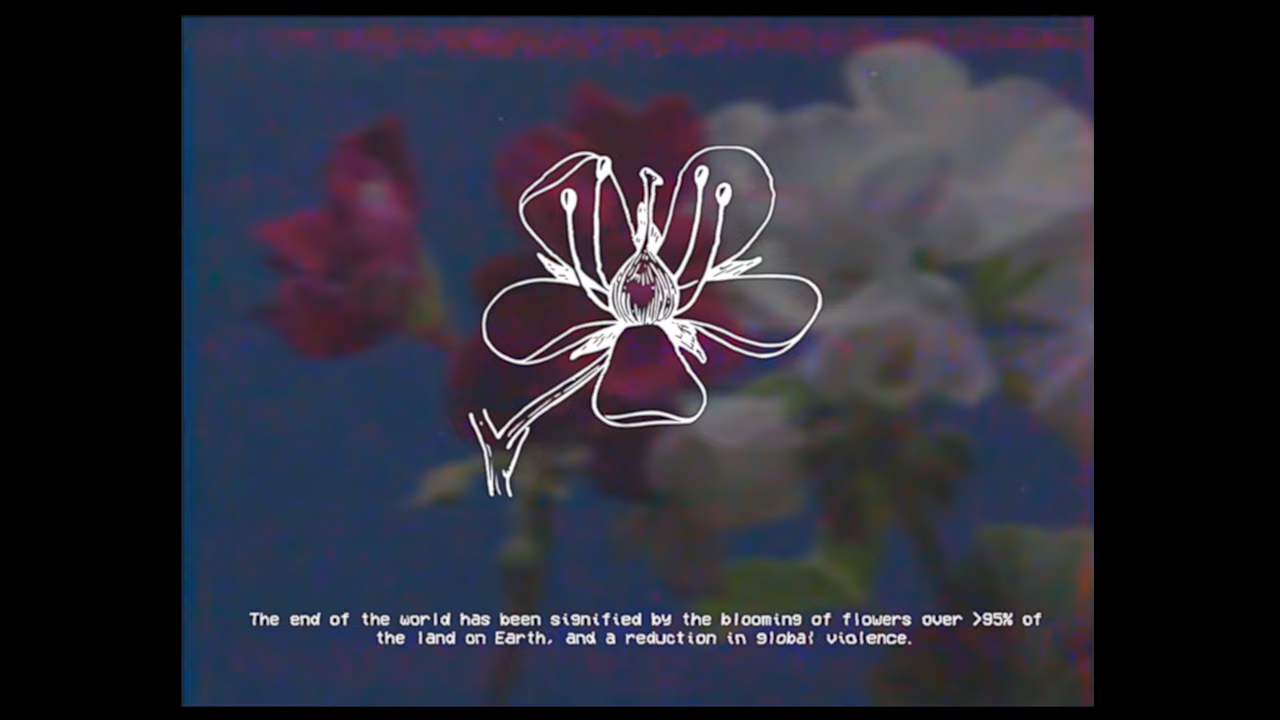 The end of the world has been signified by the blooming of flowers over >95% of
the land on Earth, and a reduction in global violence.